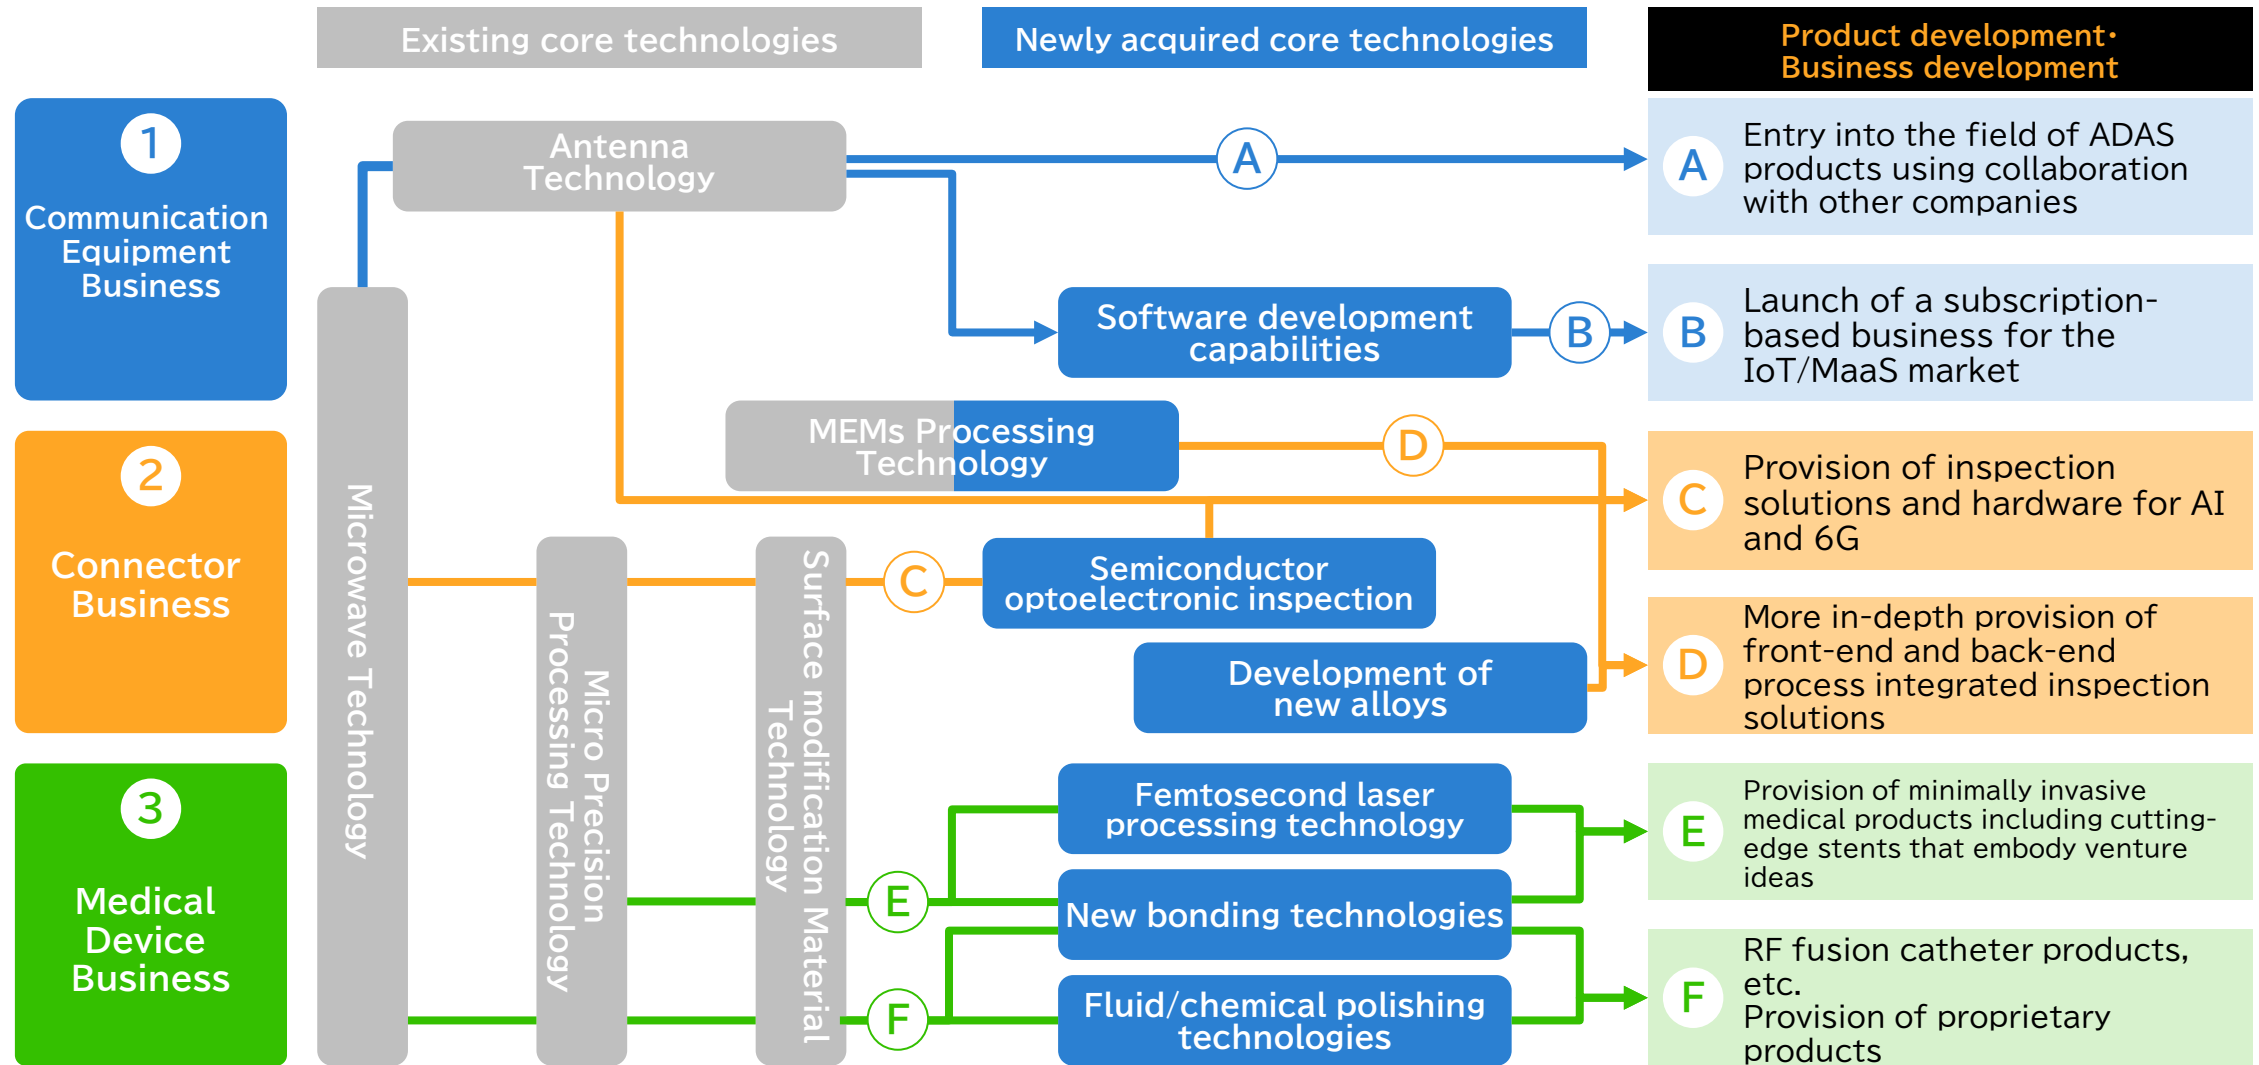 Existing core technologies
Newly acquired core technologies
Product development・
Business development
1
Communication
Equipment
Business
2
Connector
Business
3
Medical
Device
Business
Antenna
Technology
A
Software development
capabilities
B
MEMs Processing
Technology
D
Microwave Technology
Micro Precision
Processing Technology
Surface modification Material
Technology
C
Semiconductor
optoelectronic inspection
Development of
new alloys
Femtosecond laser
processing technology
E
New bonding technologies
F
Fluid/chemical polishing
technologies
A
Entry into the field of ADAS
products using collaboration
with other companies
B
Launch of a subscription-
based business for the
IoT/MaaS market
C
Provision of inspection
solutions and hardware for AI
and 6G
D
More in-depth provision of
front-end and back-end
process integrated inspection
solutions
E
Provision of minimally invasive
medical products including cutting-
edge stents that embody venture
ideas
F
RF fusion catheter products,
etc.
Provision of proprietary
products